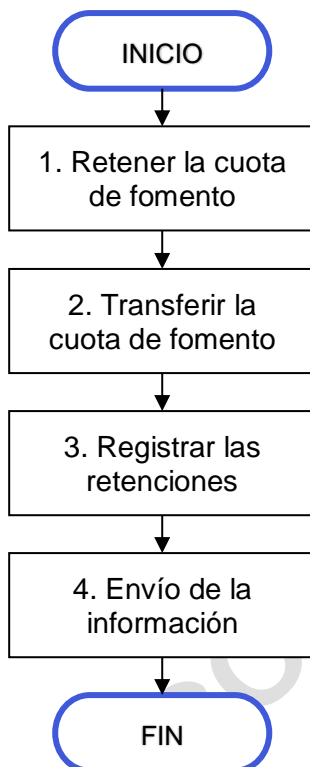 INICIO
1. Retener la cuota
de fomento
2. Transferir la
cuota de fomento
3. Registrar las
retenciones
4. Envío de la
información
FIN